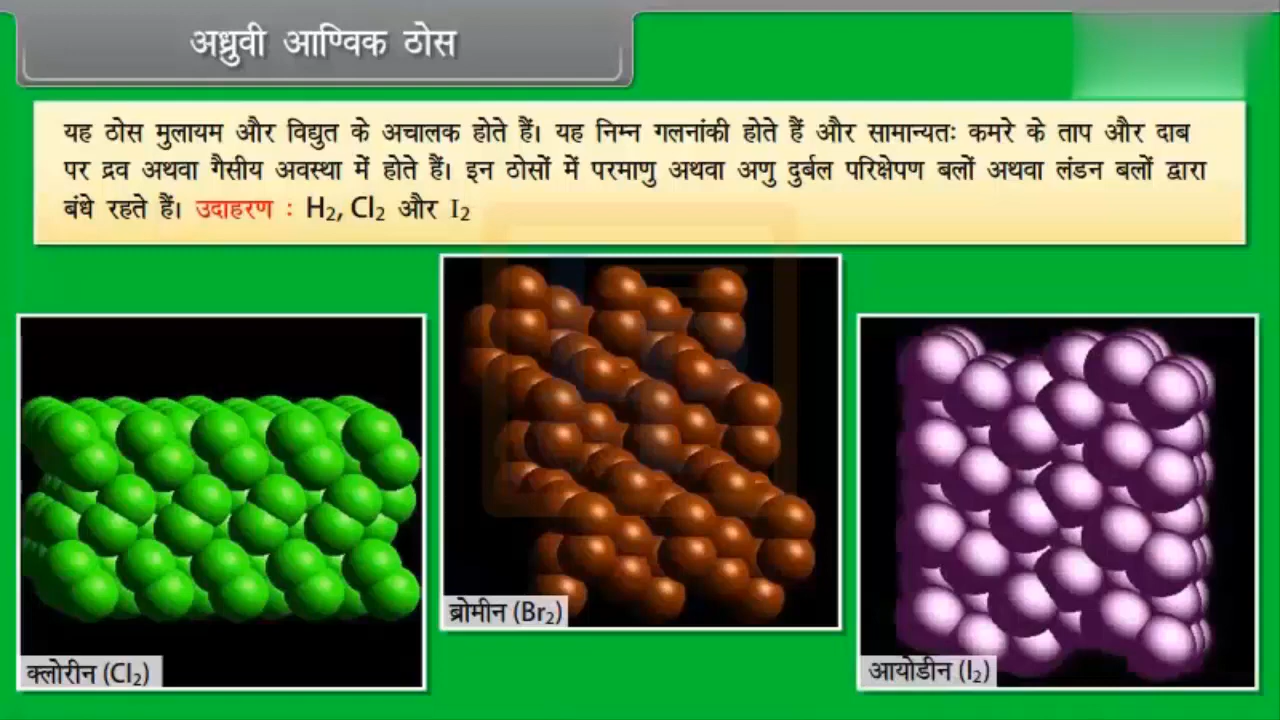 अध्रुवी आण्विक ठोस
यह ठोस मुलायम और विद्युत के अचालक होते हैं। यह निम्न गलनांकी होते हैं और सामान्यतः कमरे के ताप और दाब
पर द्रव अथवा गैसीय अवस्था में होते हैं। इन ठोसों में परमाणु अथवा अणु दुर्बल परिक्षेपण बलों अथवा लंडन बलों द्वारा
बंधे रहते हैं। उदाहरण : H₂, Cl₂ और I₂
क्लोरीन (Cl₂)
ब्रोमीन (Br₂)
आयोडीन (I₂)